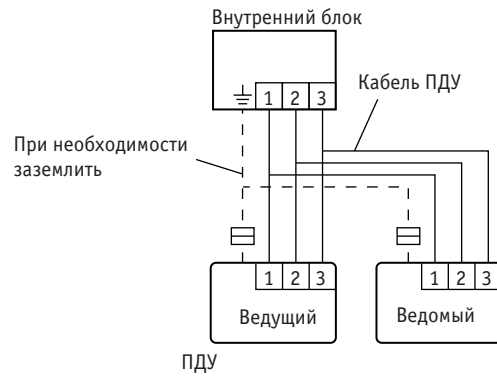 Внутренний блок
1 2 3
Кабель ПДУ
При необходимости
заземлить
1 2 3
1 2 3
Ведущий
Ведомый
ПДУ